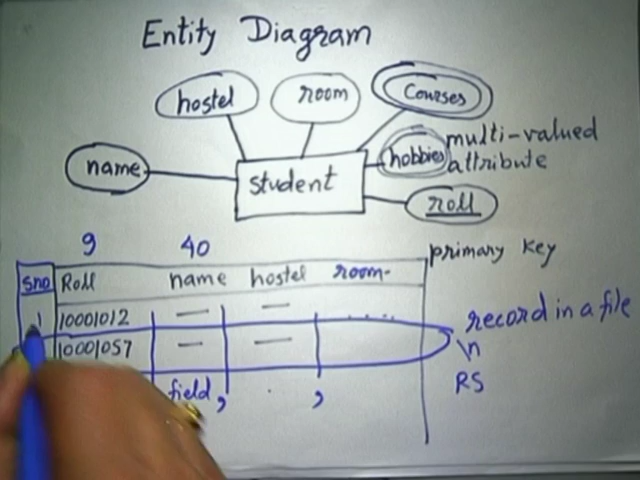 Entity Diagram
hostel
room
Courses
name
student
hobbies
multi-valued
attribute
roll
9 40
primary key
Sno Roll name hostel room
1 10001012
10001057
record in a file
\n
RS
field, ,